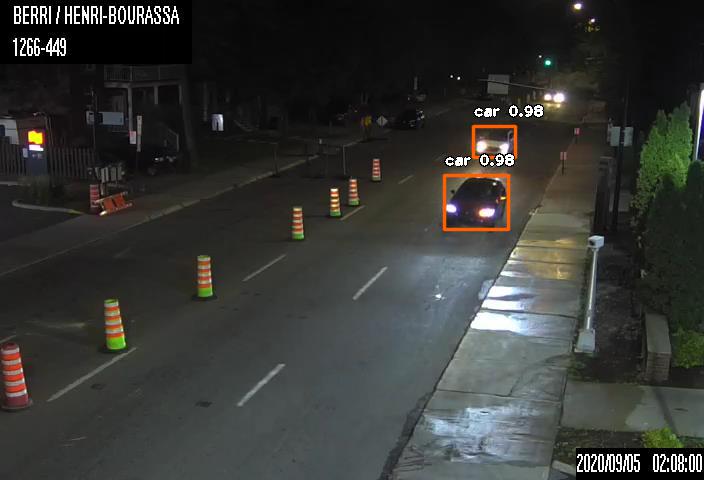 BERRI / HENRI-BOURASSA
1266-449
car 0.98
car 0.98
2020/09/05 02:08:00